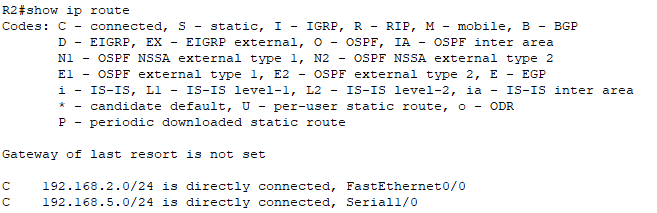 R2#show ip route
Codes: C - connected, S - static, I - IGRP, R - RIP, M - mobile, B - BGP
       D - EIGRP, EX - EIGRP external, O - OSPF, IA - OSPF inter area
       N1 - OSPF NSSA external type 1, N2 - OSPF NSSA external type 2
       E1 - OSPF external type 1, E2 - OSPF external type 2, E - EGP
       i - IS-IS, L1 - IS-IS level-1, L2 - IS-IS level-2, ia - IS-IS inter area
       * - candidate default, U - per-user static route, o - ODR
       P - periodic downloaded static route
Gateway of last resort is not set
C    192.168.2.0/24 is directly connected, FastEthernet0/0
C    192.168.5.0/24 is directly connected, Serial1/0